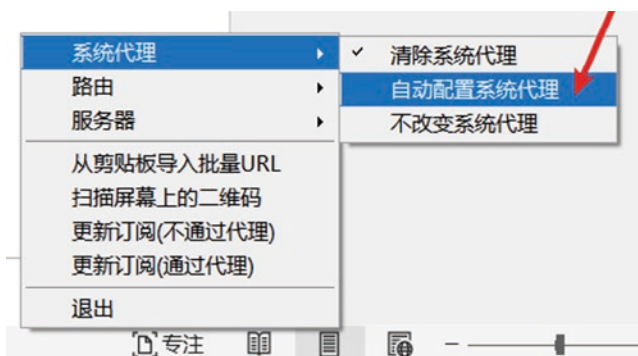 系统代理
清除系统代理
自动配置系统代理
不改变系统代理
路由
服务器
从剪贴板导入批量URL
扫描屏幕上的二维码
更新订阅(不通过代理)
更新订阅(通过代理)
退出
专注